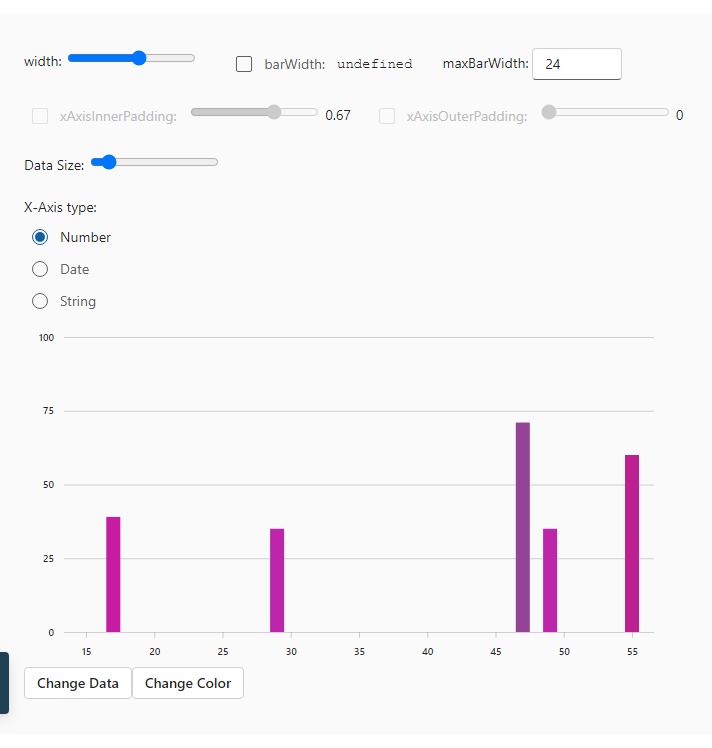 width: barWidth: undefined maxBarWidth: 24
xAxisInnerPadding: 0.67 xAxisOuterPadding: 0
Data Size:
X-Axis type:
Number
Date
String
100
75
50
25
0
15 20 25 30 35 40 45 50 55
Change Data Change Color